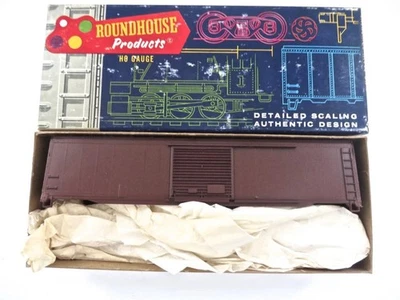 ROUNDHOUSE
Products®
HO GAUGE
DETAILED SCALING
AUTHENTIC DESIGN